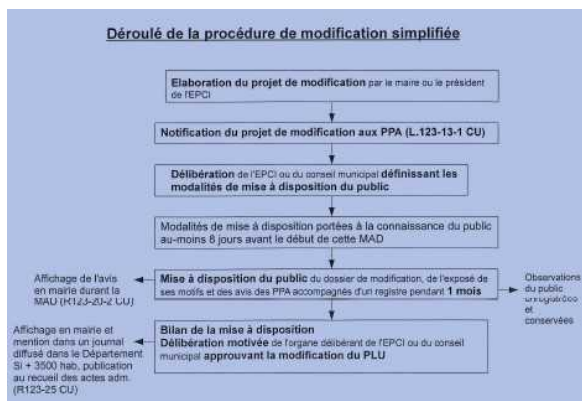 Déroulé de la procédure de modification simplifiée
Elaboration du projet de modification par le maire ou le président
de l'EPCI
Notification du projet de modification aux PPA (L.123-13-1 CU)
Délibération de l'EPCI ou du conseil municipal définissant les
modalités de mise à disposition du public
Modalités de mise à disposition portées à la connaissance du public
au-moins 8 jours avant le début de cette MAD
Affichage de l'avis
en mairie durant la
MAD (R123-20-2 CU)
Mise à disposition du public du dossier de modification, de l'exposé de
ses motifs et des avis des PPA accompagnés d'un registre pendant 1 mois
Observations
du public
enregistrées
et
conservées
Affichage en mairie et
mention dans un journal
diffusé dans le Département
Si + 3500 hab, publication
au recueil des actes adm.
(R123-25 CU)
Bilan de la mise à disposition
Délibération motivée de l'organe délibérant de l'EPCI ou du conseil
municipal approuvant la modification du PLU